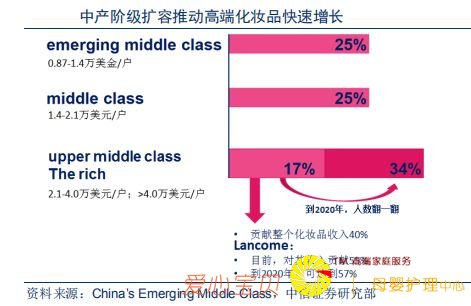 中产阶级扩容推动高端化妆品快速增长
emerging middle class
0.87-1.4万美金/户
25%
middle class
1.4-2.1万美元/户
25%
upper middle class
The rich
2.1-4.0万美元/户；>4.0万美元/户
17%
34%
到2020年，人数翻一翻
• 贡献整个化妆品收入40%
Lancome：
• 目前，对其收入贡献
高端家庭服务
• 到2020年 可达到57%
爱心宝贝
母婴护理中心
资料来源：China's Emerging Middle Class、中信证券研究部